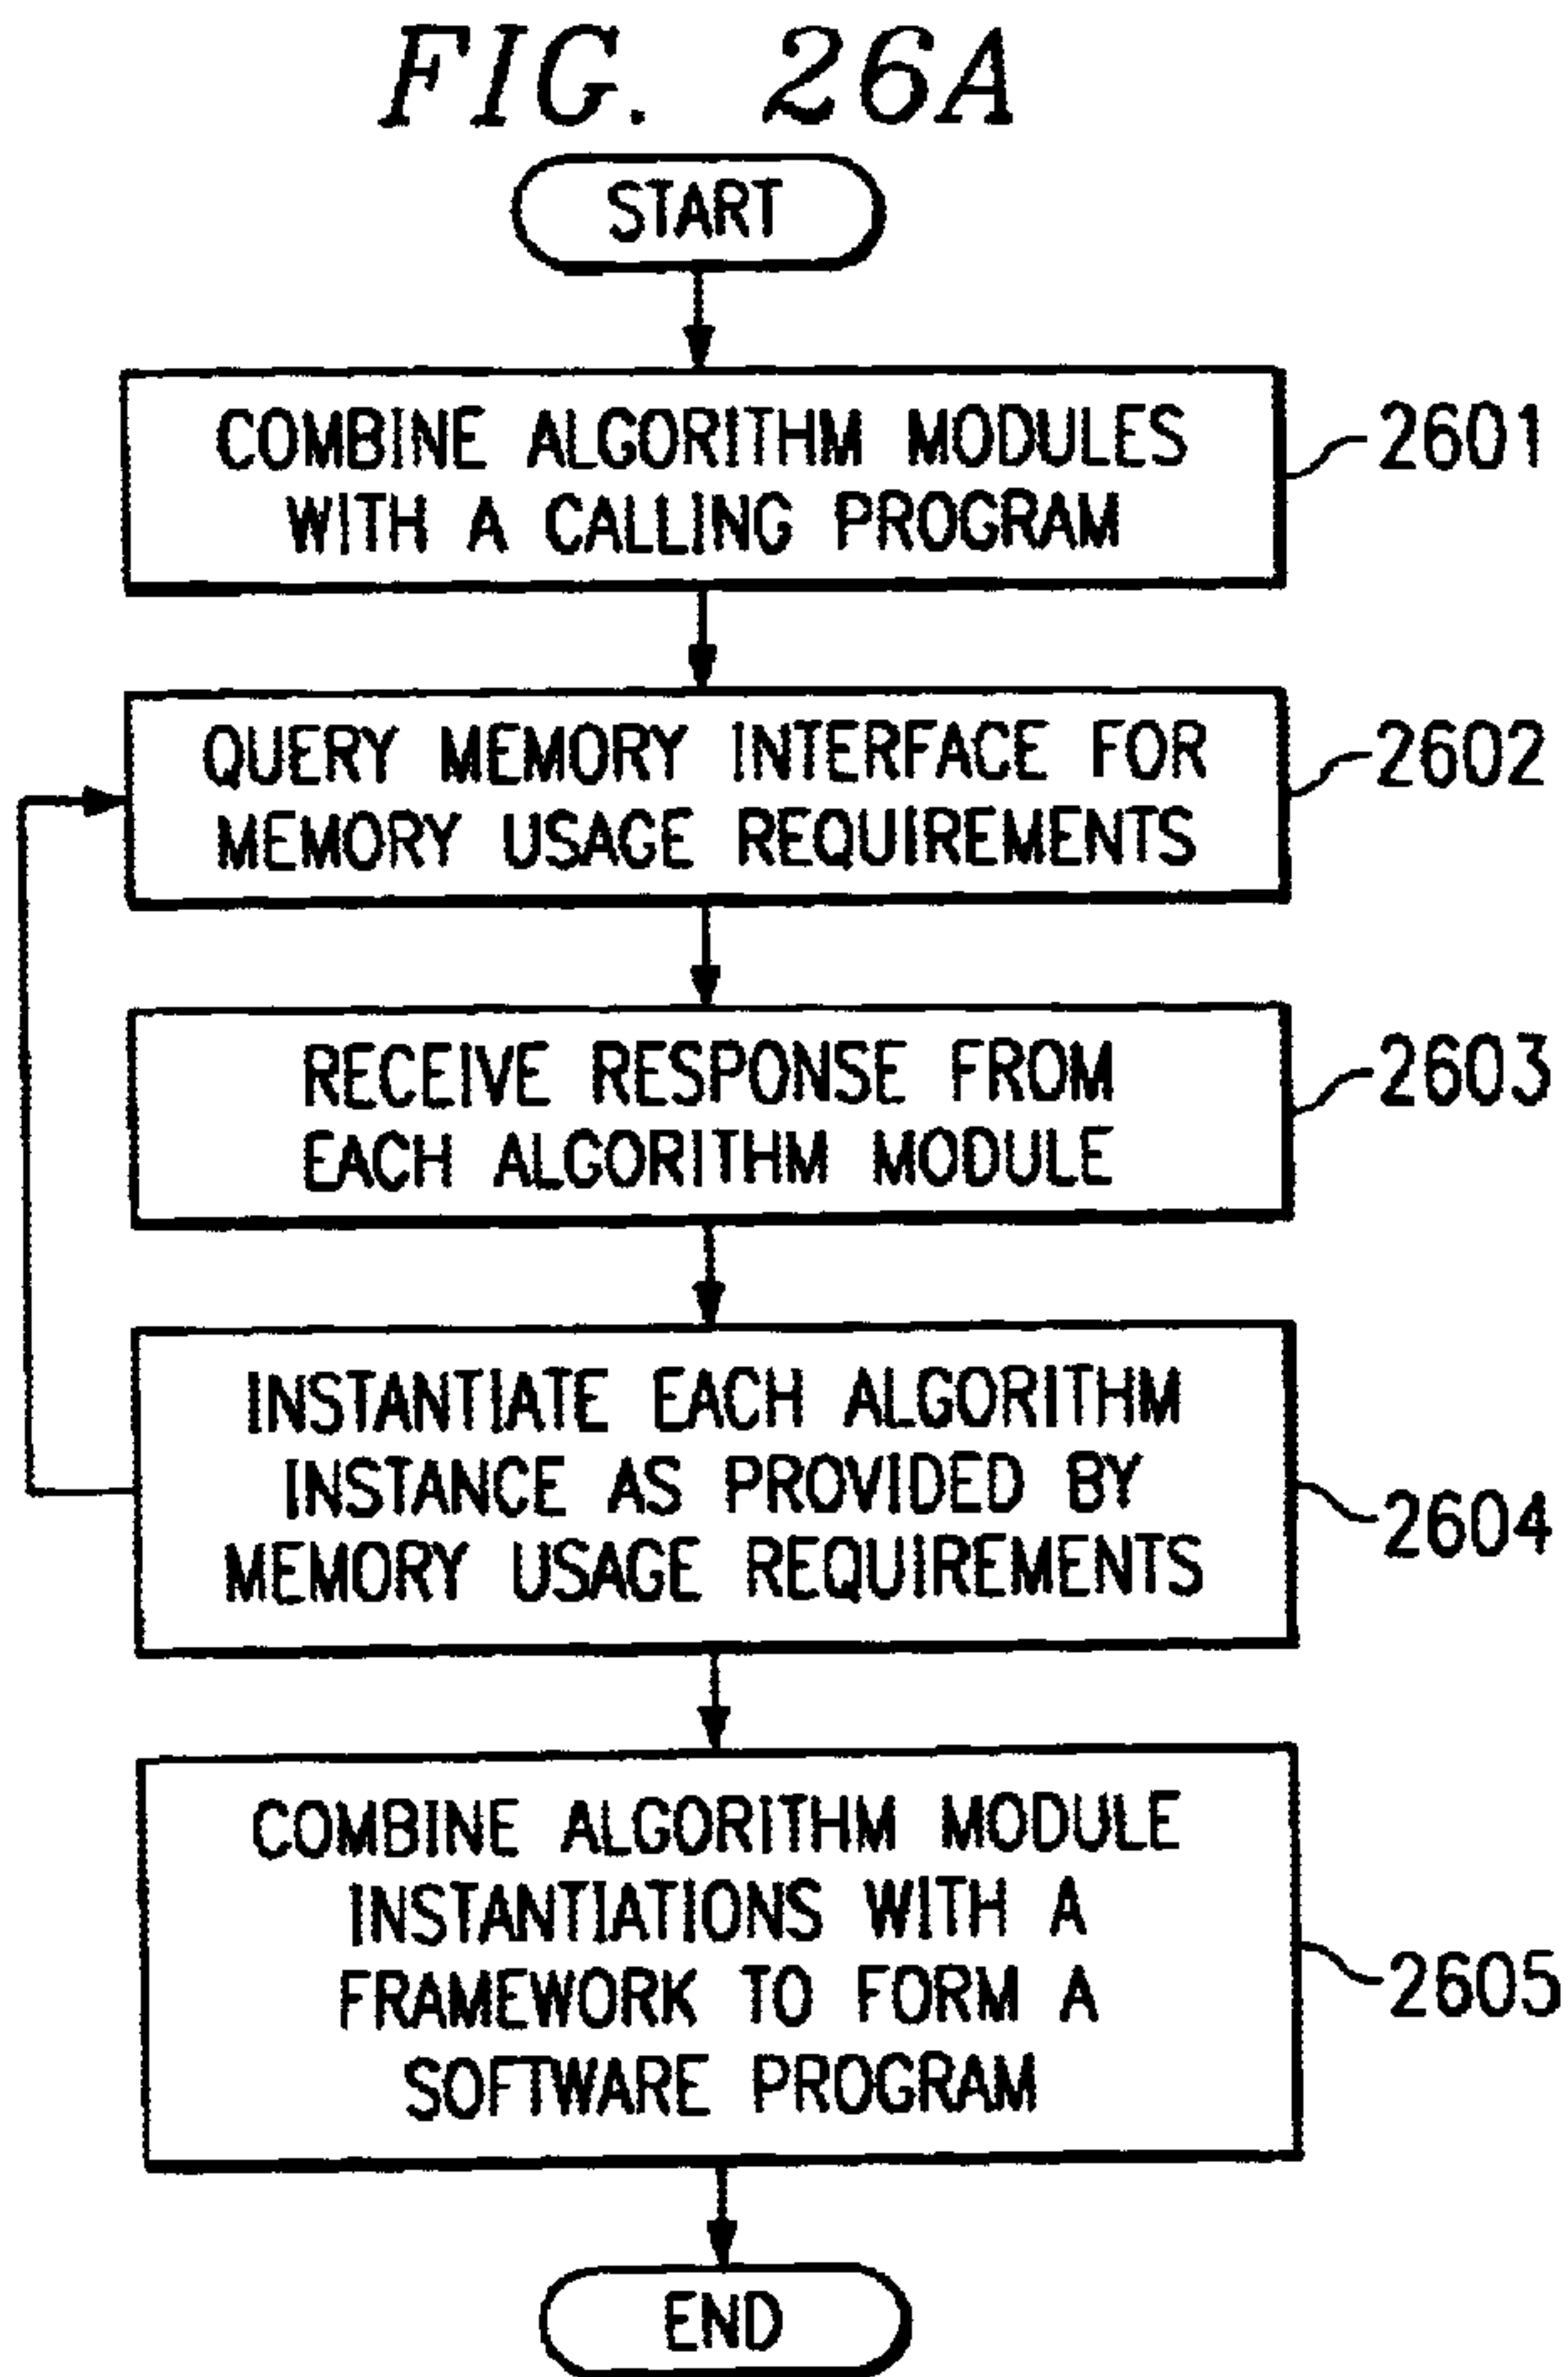 FIG. 26A
START
COMBINE ALGORITHM MODULES
WITH A CALLING PROGRAM
2601
QUERY MEMORY INTERFACE FOR
MEMORY USAGE REQUIREMENTS
2602
RECEIVE RESPONSE FROM
EACH ALGORITHM MODULE
2603
INSTANTIATE EACH ALGORITHM
INSTANCE AS PROVIDED BY
MEMORY USAGE REQUIREMENTS
2604
COMBINE ALGORITHM MODULE
INSTANTIATIONS WITH A
FRAMEWORK TO FORM A
SOFTWARE PROGRAM
2605
END